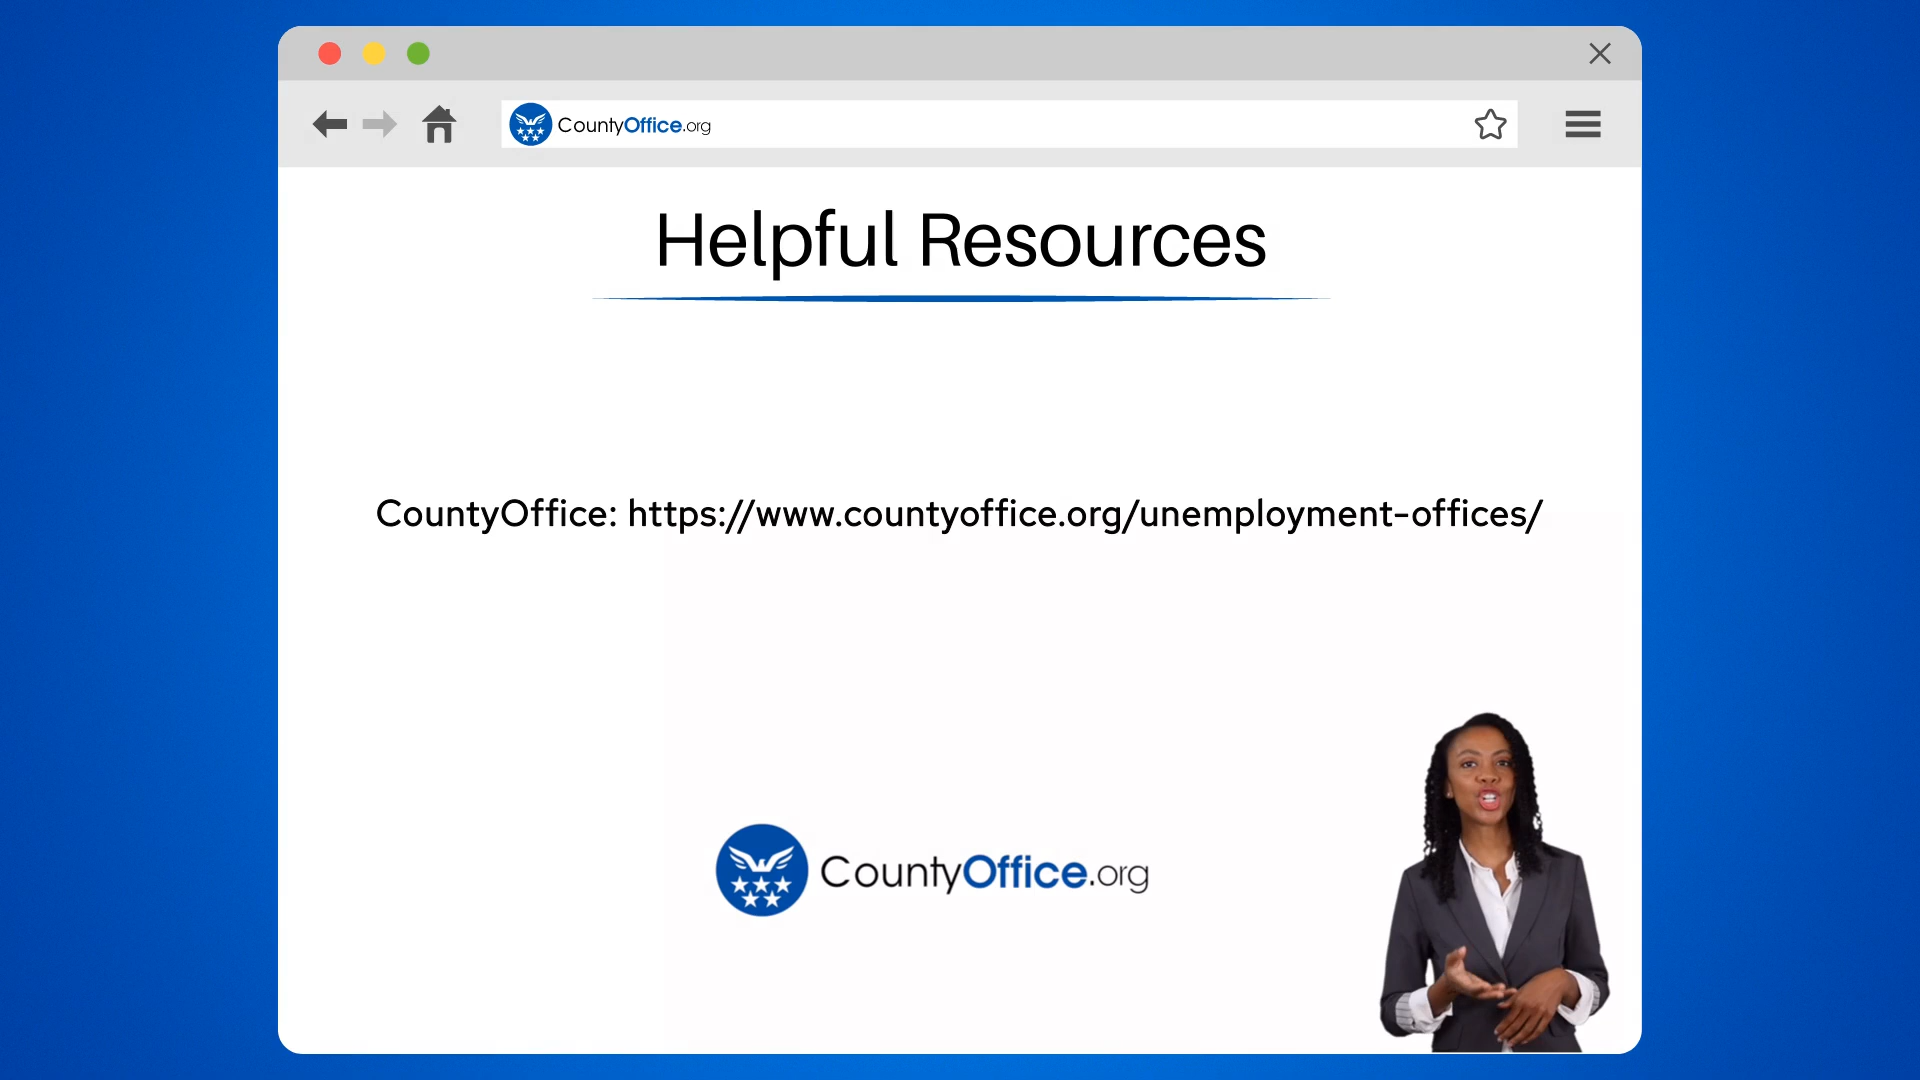 CountyOffice.org
Helpful Resources
CountyOffice: https://www.countyoffice.org/unemployment-offices/
CountyOffice.org